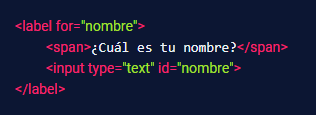 <label for="nombre">
<span>¿Cuál es tu nombre?</span>
<input type="text" id="nombre">
</label>